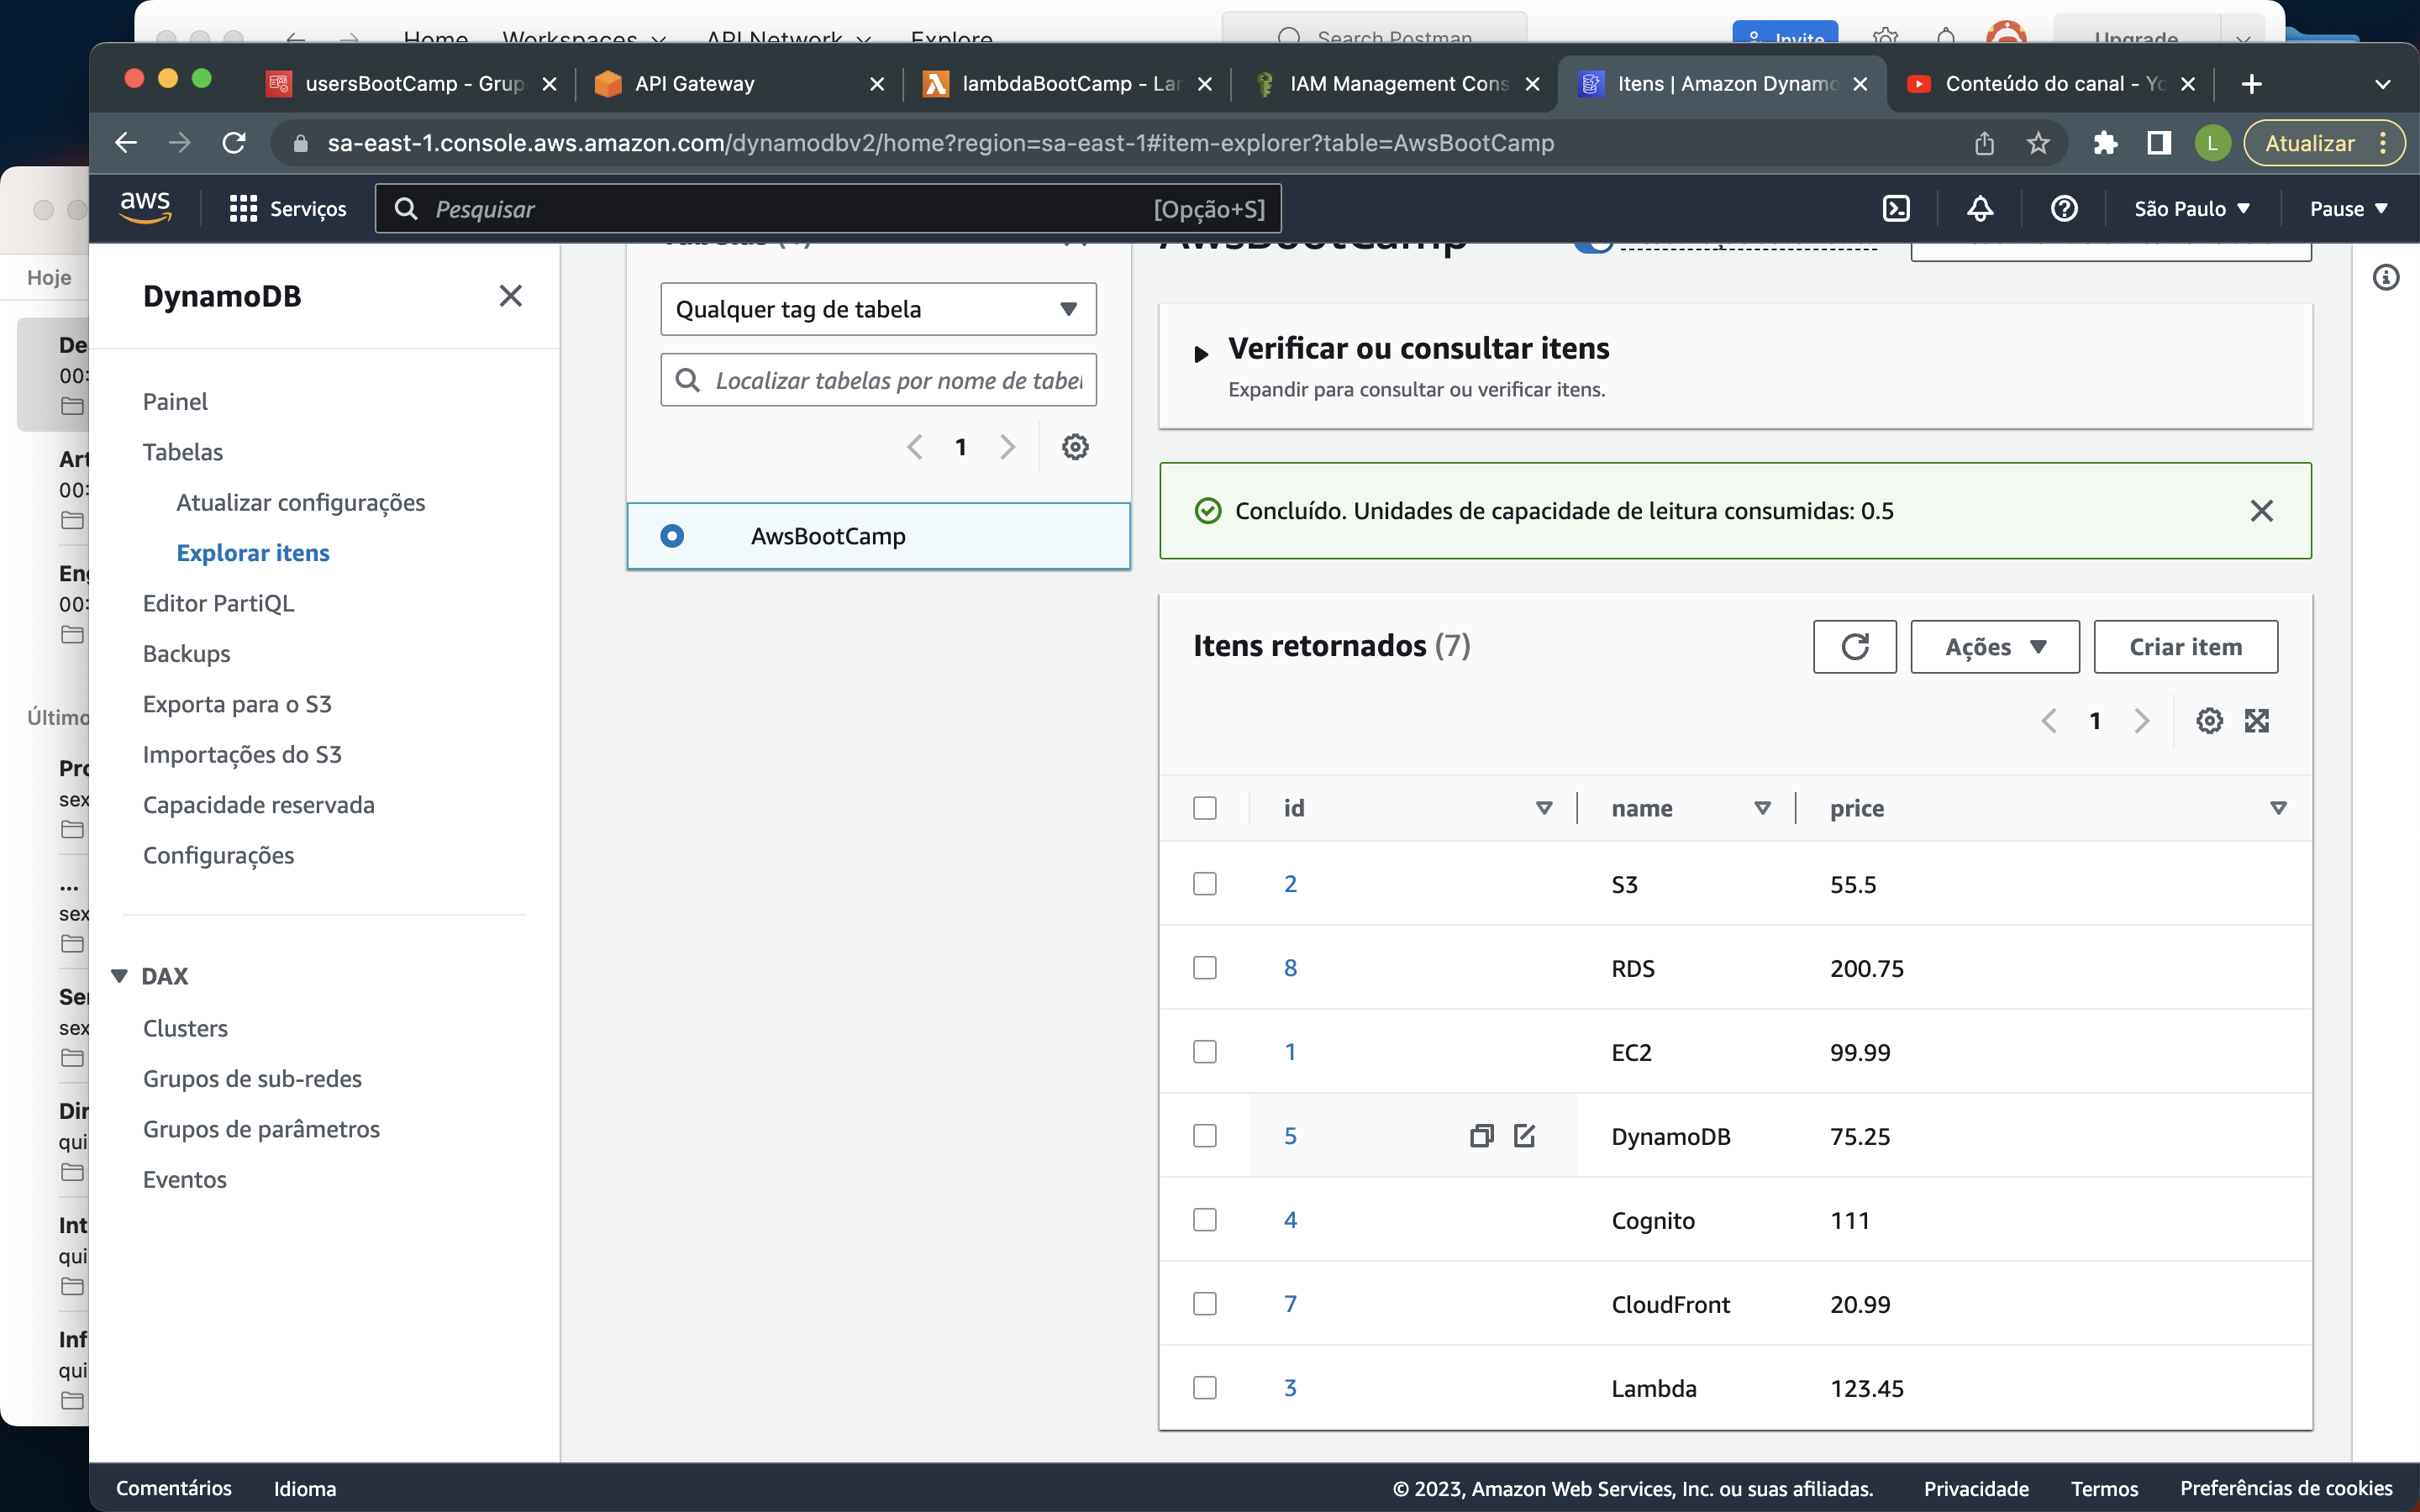 Home Workspaces API Network Explore Search Postman Invite Upgrade
usersBootCamp - Grup API Gateway lambdaBootCamp - Lar IAM Management Cons Itens | Amazon Dynamo Conteúdo do canal - Yo
sa-east-1.console.aws.amazon.com/dynamodbv2/home?region=sa-east-1#item-explorer?table=AwsBootCamp L Atualizar
aws Serviços Pesquisar [Opção+S] São Paulo Pause
Hoje
De
00:
Art
00:
Eng
00:
Último
Pro
sex
...
sex
Ser
sex
Dir
qui
Int
qui
Inf
qui
DynamoDB
Painel
Tabelas
Atualizar configurações
Explorar itens
Editor PartiQL
Backups
Exporta para o S3
Importações do S3
Capacidade reservada
Configurações
DAX
Clusters
Grupos de sub-redes
Grupos de parâmetros
Eventos
Qualquer tag de tabela
Localizar tabelas por nome de tabel
1
AwsBootCamp
AwsBootCamp
Verificar ou consultar itens
Expandir para consultar ou verificar itens.
Concluído. Unidades de capacidade de leitura consumidas: 0.5
Itens retornados (7) Ações Criar item
1
id name price
2 S3 55.5
8 RDS 200.75
1 EC2 99.99
5 DynamoDB 75.25
4 Cognito 111
7 CloudFront 20.99
3 Lambda 123.45
Comentários Idioma © 2023, Amazon Web Services, Inc. ou suas afiliadas. Privacidade Termos Preferências de cookies